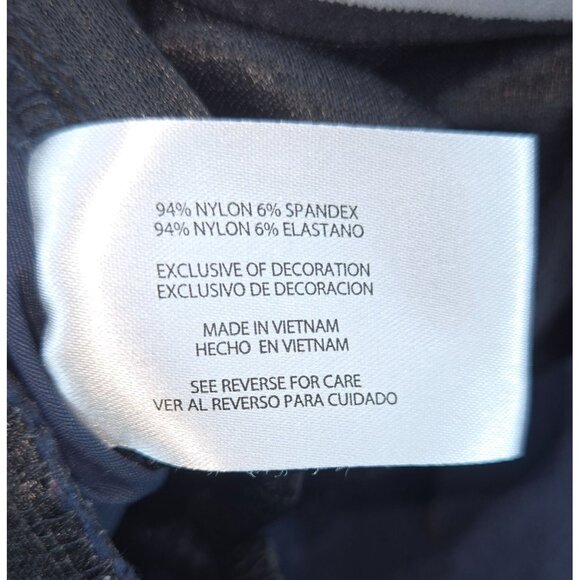 94% NYLON 6% SPANDEX
94% NYLON 6% ELASTANO
EXCLUSIVE OF DECORATION
EXCLUSIVO DE DECORACION
MADE IN VIETNAM
HECHO EN VIETNAM
SEE REVERSE FOR CARE
VER AL REVERSO PARA CUIDADO